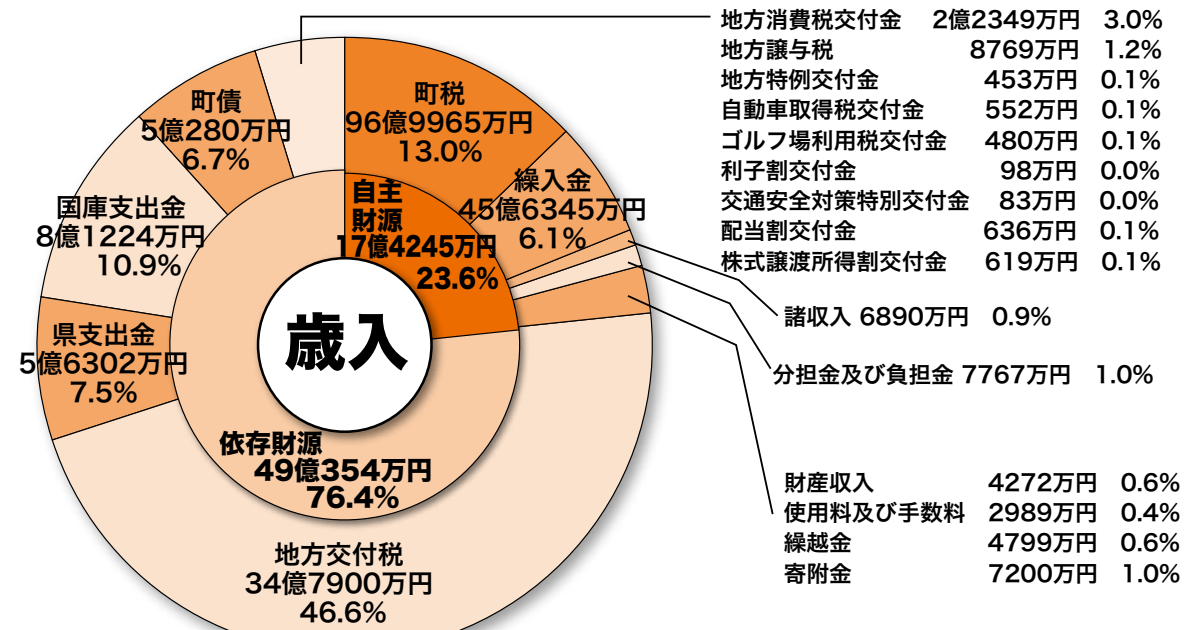 地方消費税交付金 2億2349万円 3.0%
地方譲与税 8769万円 1.2%
地方特例交付金 453万円 0.1%
自動車取得税交付金 552万円 0.1%
ゴルフ場利用税交付金 480万円 0.1%
利子割交付金 98万円 0.0%
交通安全対策特別交付金 83万円 0.0%
配当割交付金 636万円 0.1%
株式譲渡所得割交付金 619万円 0.1%
町税
96億9965万円
13.0%
繰入金
45億6345万円
6.1%
諸収入 6890万円 0.9%
分担金及び負担金 7767万円 1.0%
財産収入 4272万円 0.6%
使用料及び手数料 2989万円 0.4%
繰越金 4799万円 0.6%
寄附金 7200万円 1.0%
町債
5億280万円
6.7%
国庫支出金
8億1224万円
10.9%
県支出金
5億6302万円
7.5%
地方交付税
34億7900万円
46.6%
自主
財源
17億4245万円
23.6%
歳入
依存財源
49億354万円
76.4%